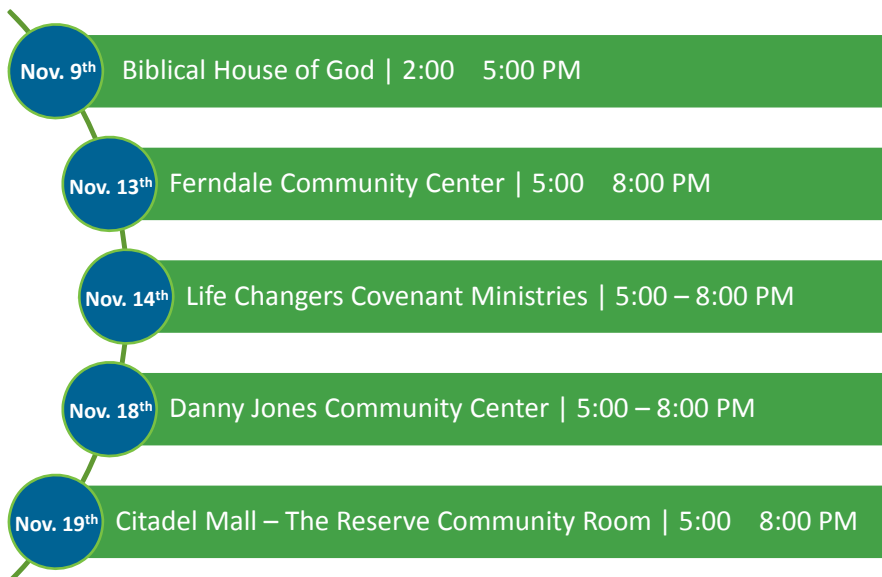 Nov. 9th
Biblical House of God | 2:00 5:00 PM
Nov. 13th
Ferndale Community Center | 5:00 8:00 PM
Nov. 14th
Life Changers Covenant Ministries | 5:00 – 8:00 PM
Nov. 18th
Danny Jones Community Center | 5:00 – 8:00 PM
Nov. 19th
Citadel Mall – The Reserve Community Room | 5:00 8:00 PM